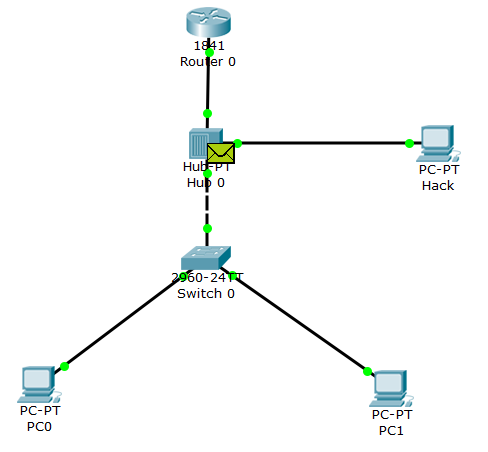 1841
Router 0
Hub-PT
Hub 0
PC-PT
Hack
2960-24TT
Switch 0
PC-PT
PC0
PC-PT
PC1